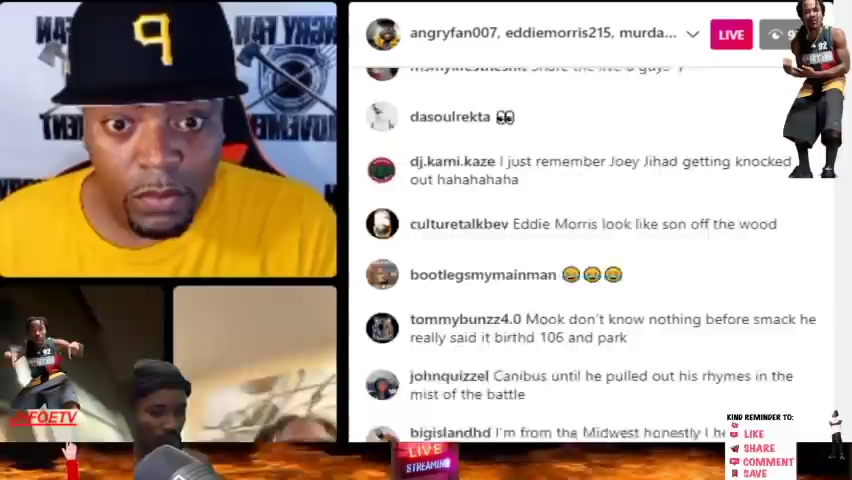 angryfan007, eddiemorris215, murda...
LIVE
dasoulrekta 👀
dj.kami.kaze I just remember Joey Jihad getting knocked
out hahahahaha
culturetalkbev Eddie Morris look like son off the wood
bootlegsmymainman 😂😂😂
tommybunzz4.0 Mook don't know nothing before smack he
really said it birthd 106 and park
johnquizzel Canibus until he pulled out his rhymes in the
mist of the battle
bigislandhd I'm from the Midwest honestly I
P
92
92
KIND REMINDER TO:
LIKE
SHARE
COMMENT
SAVE
LIVE
STREAMING